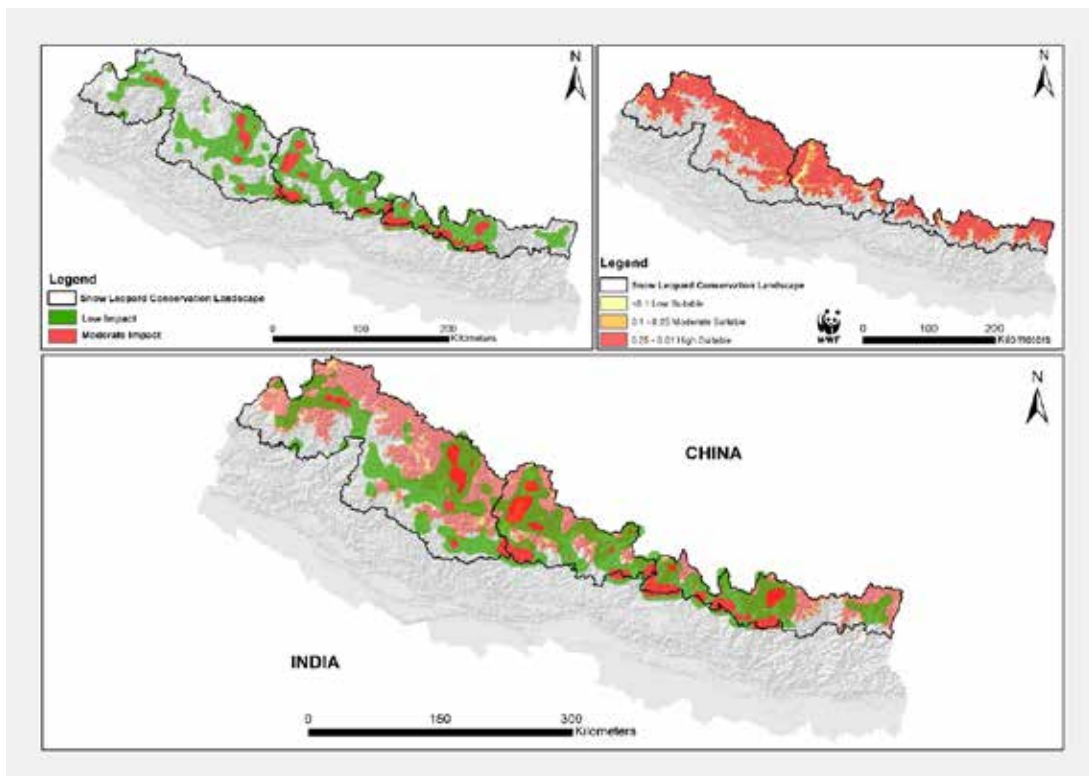 N
Legend
Snow Leopard Conservation Landscape
Low Impact
Moderate Impact
0 100 200
Kilometers
N
Legend
Snow Leopard Conservation Landscape
<0.1 Low Suitable
0.1 - 0.25 Moderate Suitable
High Suitable
WWF
0 100 200
Kilometers
N
CHINA
INDIA
0 150 300
Kilometers